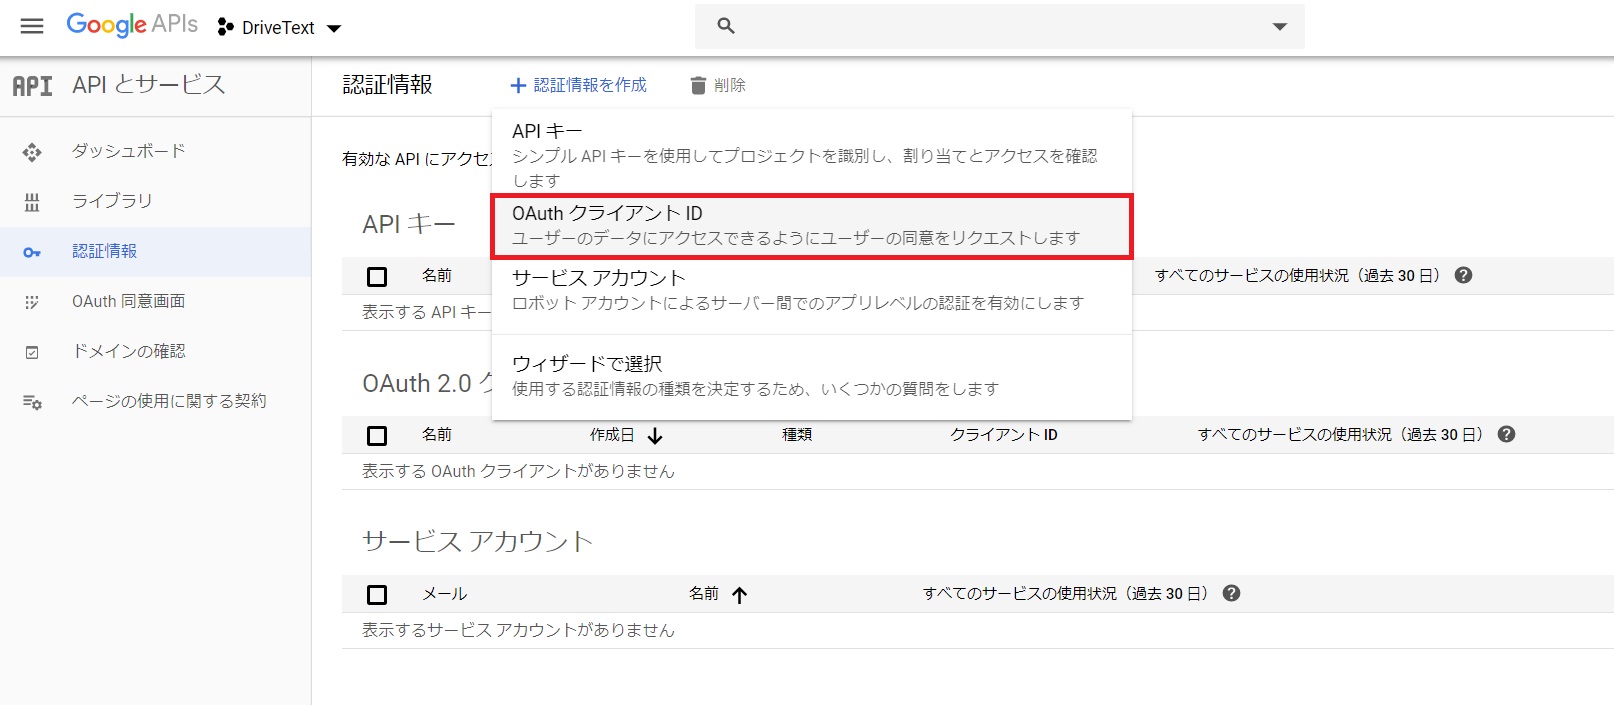 Google APIs
DriveText
API API とサービス
認証情報
認証情報を作成
削除
ダッシュボード
ライブラリ
認証情報
OAuth 同意画面
ドメインの確認
ページの使用に関する契約
有効な API にアクセ
API キー
シンプル API キーを使用してプロジェクトを識別し、割り当てとアクセスを確認
します
OAuth クライアント ID
ユーザーのデータにアクセスできるようにユーザーの同意をリクエストします
サービス アカウント
ロボット アカウントによるサーバー間でのアプリレベルの認証を有効にします
ウィザードで選択
使用する認証情報の種類を決定するため、いくつかの質問をします
API キー
名前
すべてのサービスの使用状況（過去 30 日）
表示する API キー
OAuth 2.0 ク
名前
作成日
種類
クライアント ID
すべてのサービスの使用状況（過去 30 日）
表示する OAuth クライアントがありません
サービス アカウント
メール
名前
すべてのサービスの使用状況（過去 30 日）
表示するサービス アカウントがありません